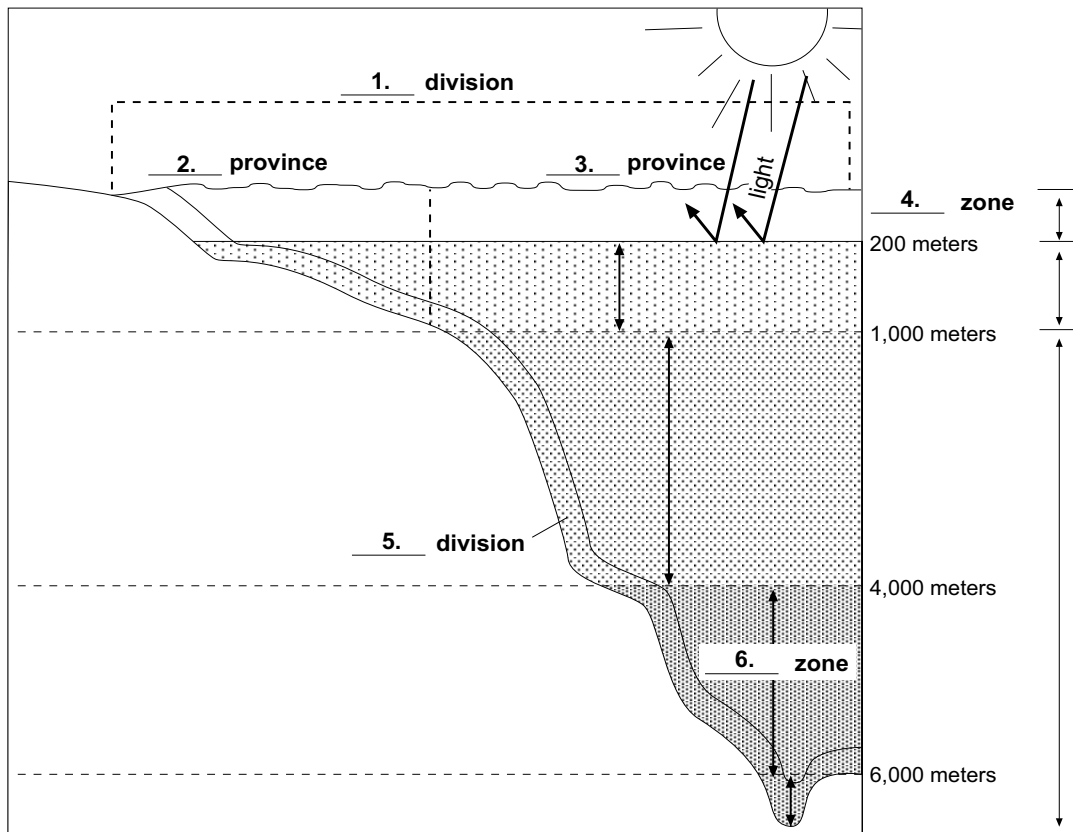 1. division
2. province
3. province
light
4. zone
200 meters
1,000 meters
5. division
4,000 meters
6. zone
6,000 meters